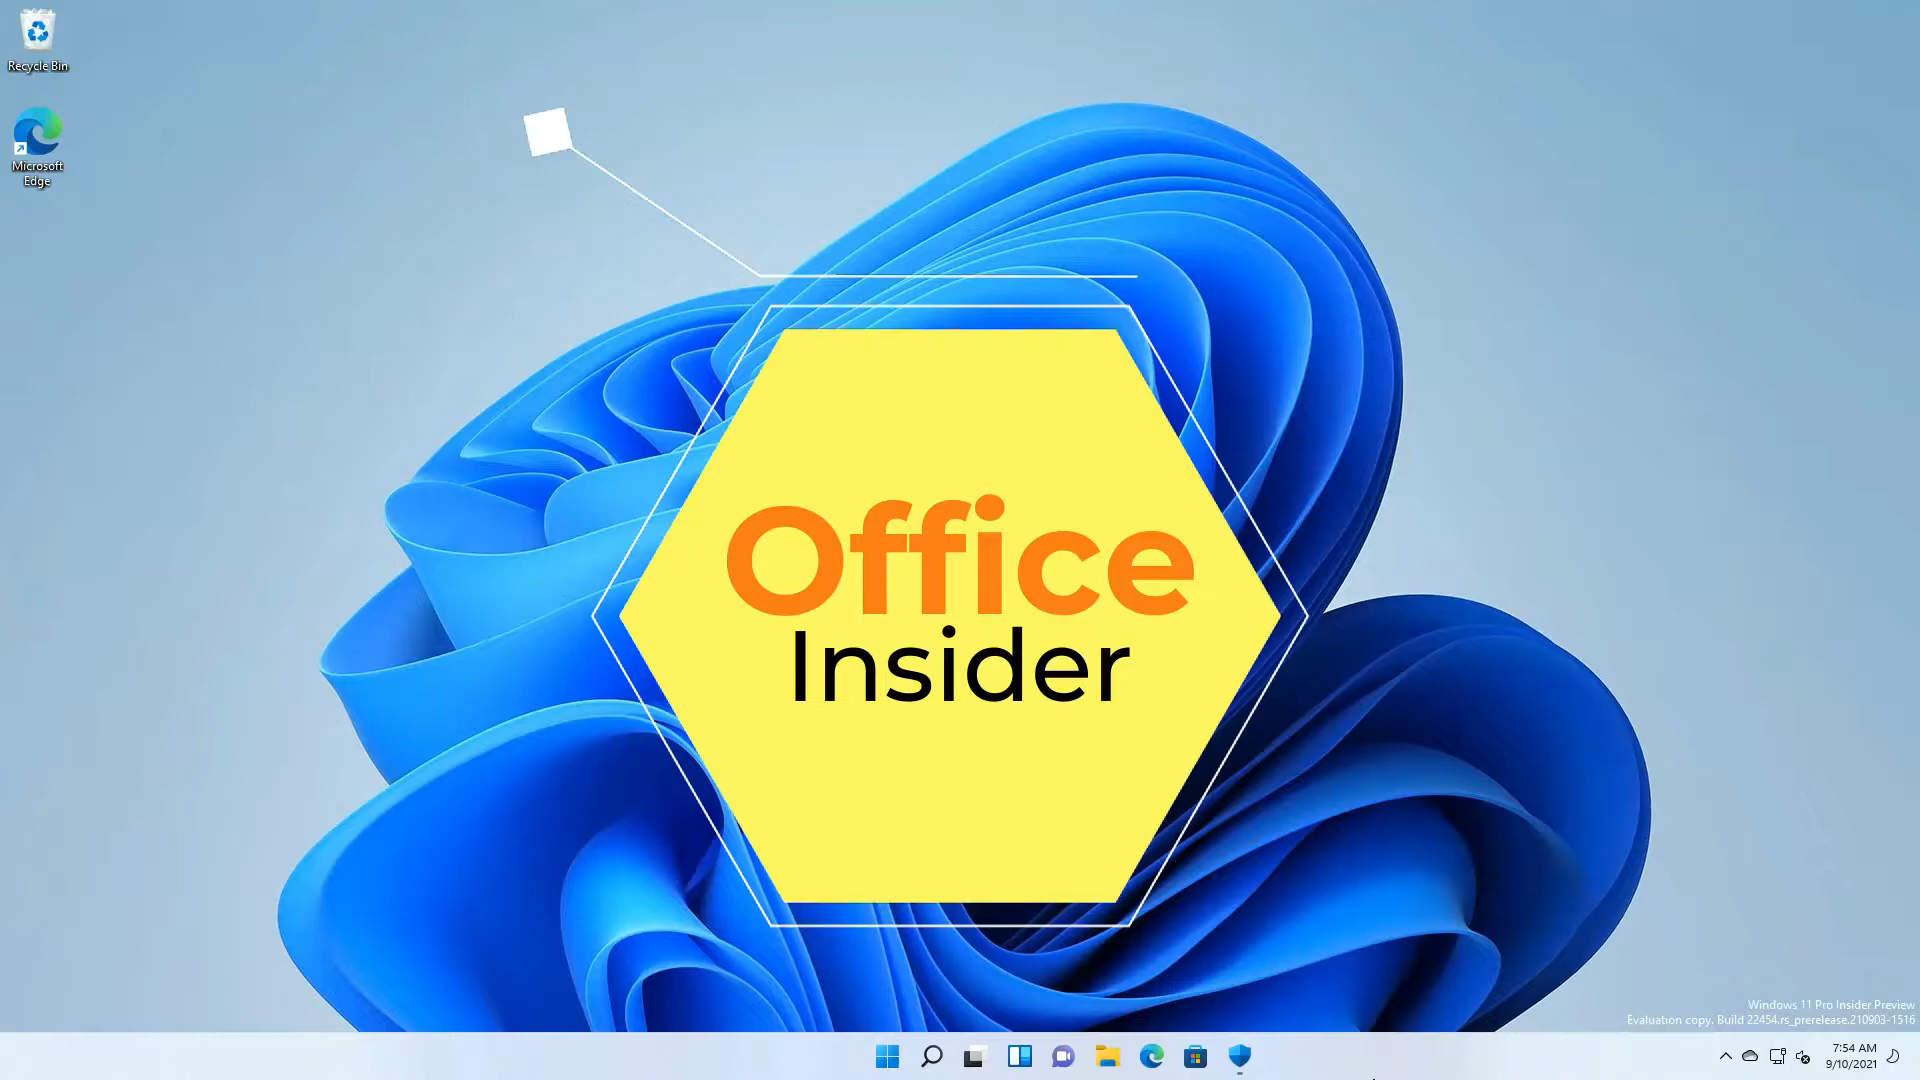 Recycle Bin
Microsoft
Edge
Office
Insider
Windows 11 Pro Insider Preview
Evaluation copy. Build 22454.rs_prerelease.210903-1516
7:54 AM
9/10/2021